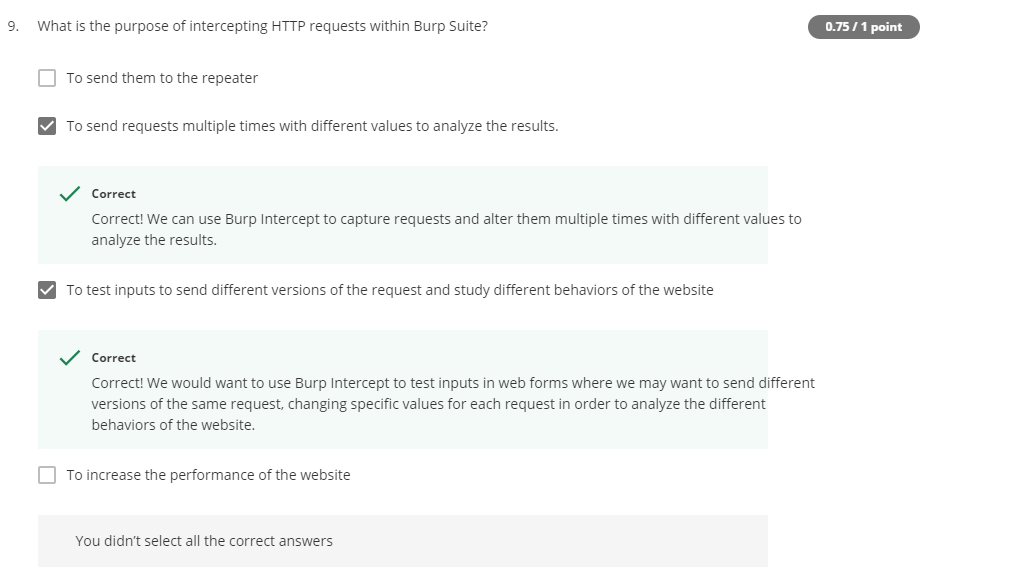 9. What is the purpose of intercepting HTTP requests within Burp Suite?
0.75 / 1 point
To send them to the repeater
To send requests multiple times with different values to analyze the results.
Correct
Correct! We can use Burp Intercept to capture requests and alter them multiple times with different values to
analyze the results.
To test inputs to send different versions of the request and study different behaviors of the website
Correct
Correct! We would want to use Burp Intercept to test inputs in web forms where we may want to send different
versions of the same request, changing specific values for each request in order to analyze the different
behaviors of the website.
To increase the performance of the website
You didn't select all the correct answers